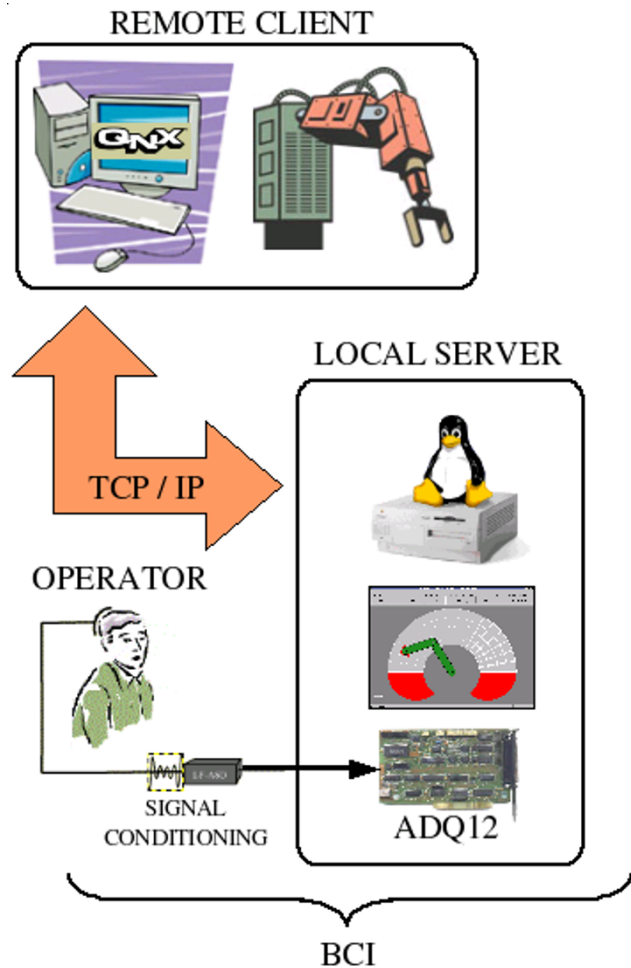 REMOTE CLIENT
QNX
LOCAL SERVER
TCP / IP
OPERATOR
SIGNAL
CONDITIONING
ADQ12
BCI